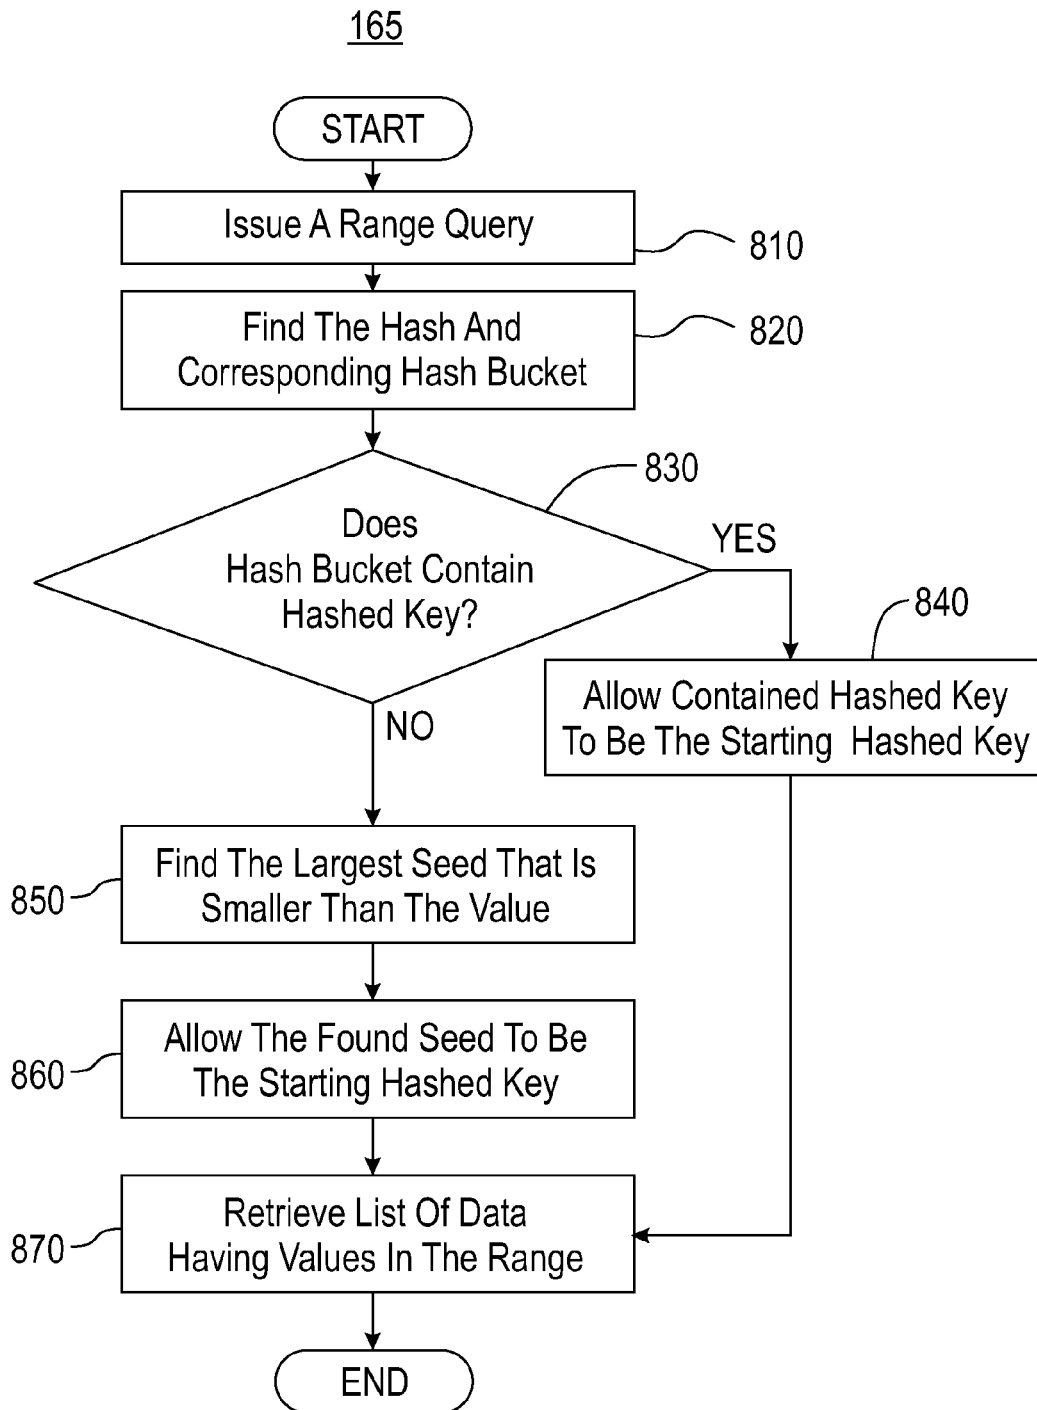 165
START
Issue A Range Query
810
Find The Hash And
Corresponding Hash Bucket
820
830
Does
Hash Bucket Contain
Hashed Key?
YES
NO
840
Allow Contained Hashed Key
To Be The Starting Hashed Key
850
Find The Largest Seed That Is
Smaller Than The Value
860
Allow The Found Seed To Be
The Starting Hashed Key
870
Retrieve List Of Data
Having Values In The Range
END